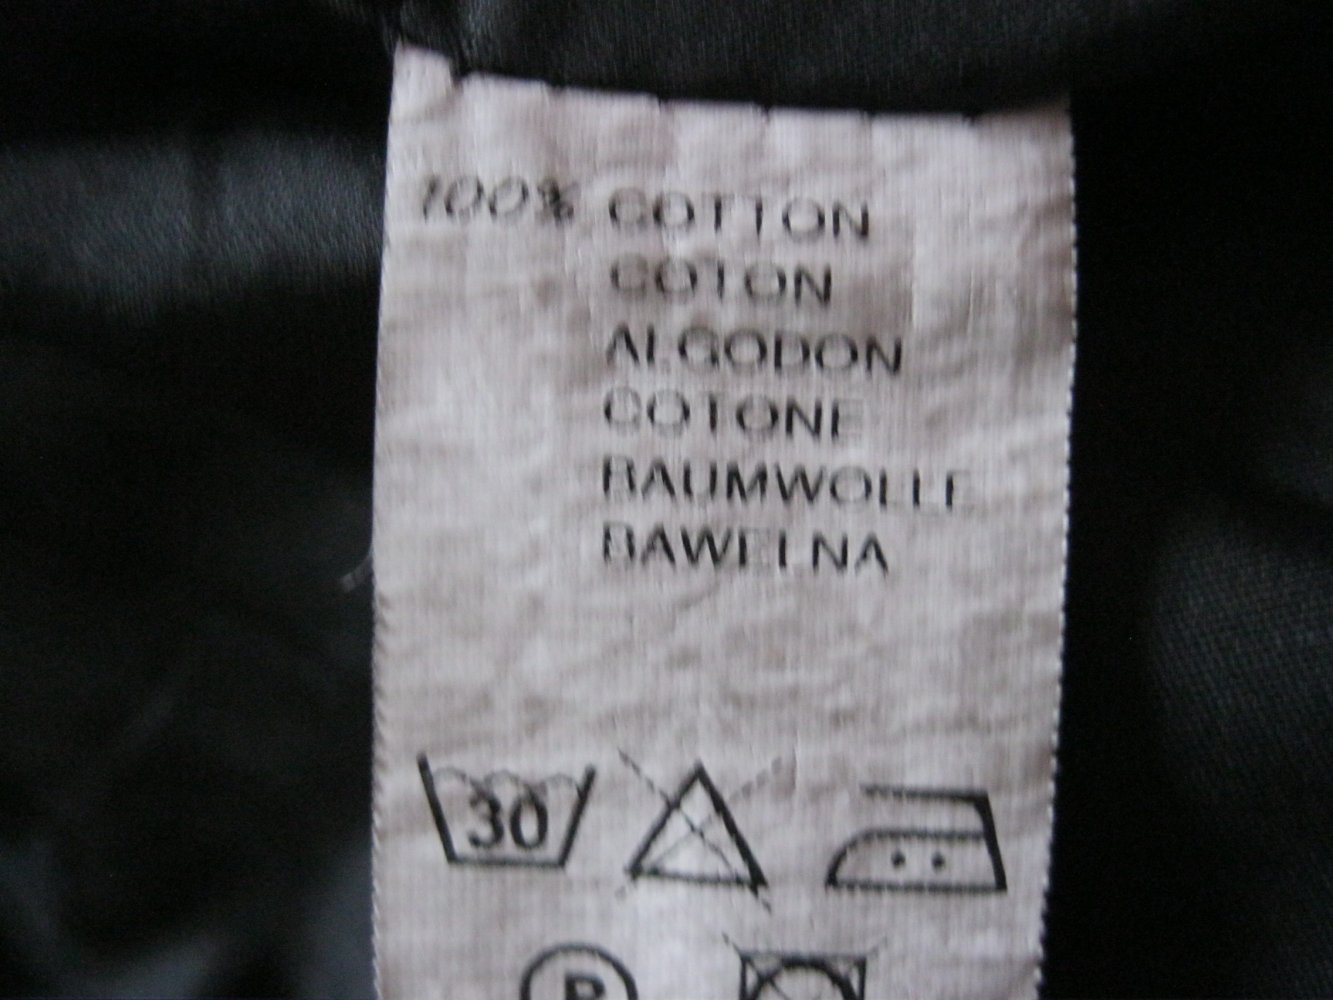 100% COTTON
COTON
ALGODON
COTONE
BAUMWOLLE
BAWELNA
30
P